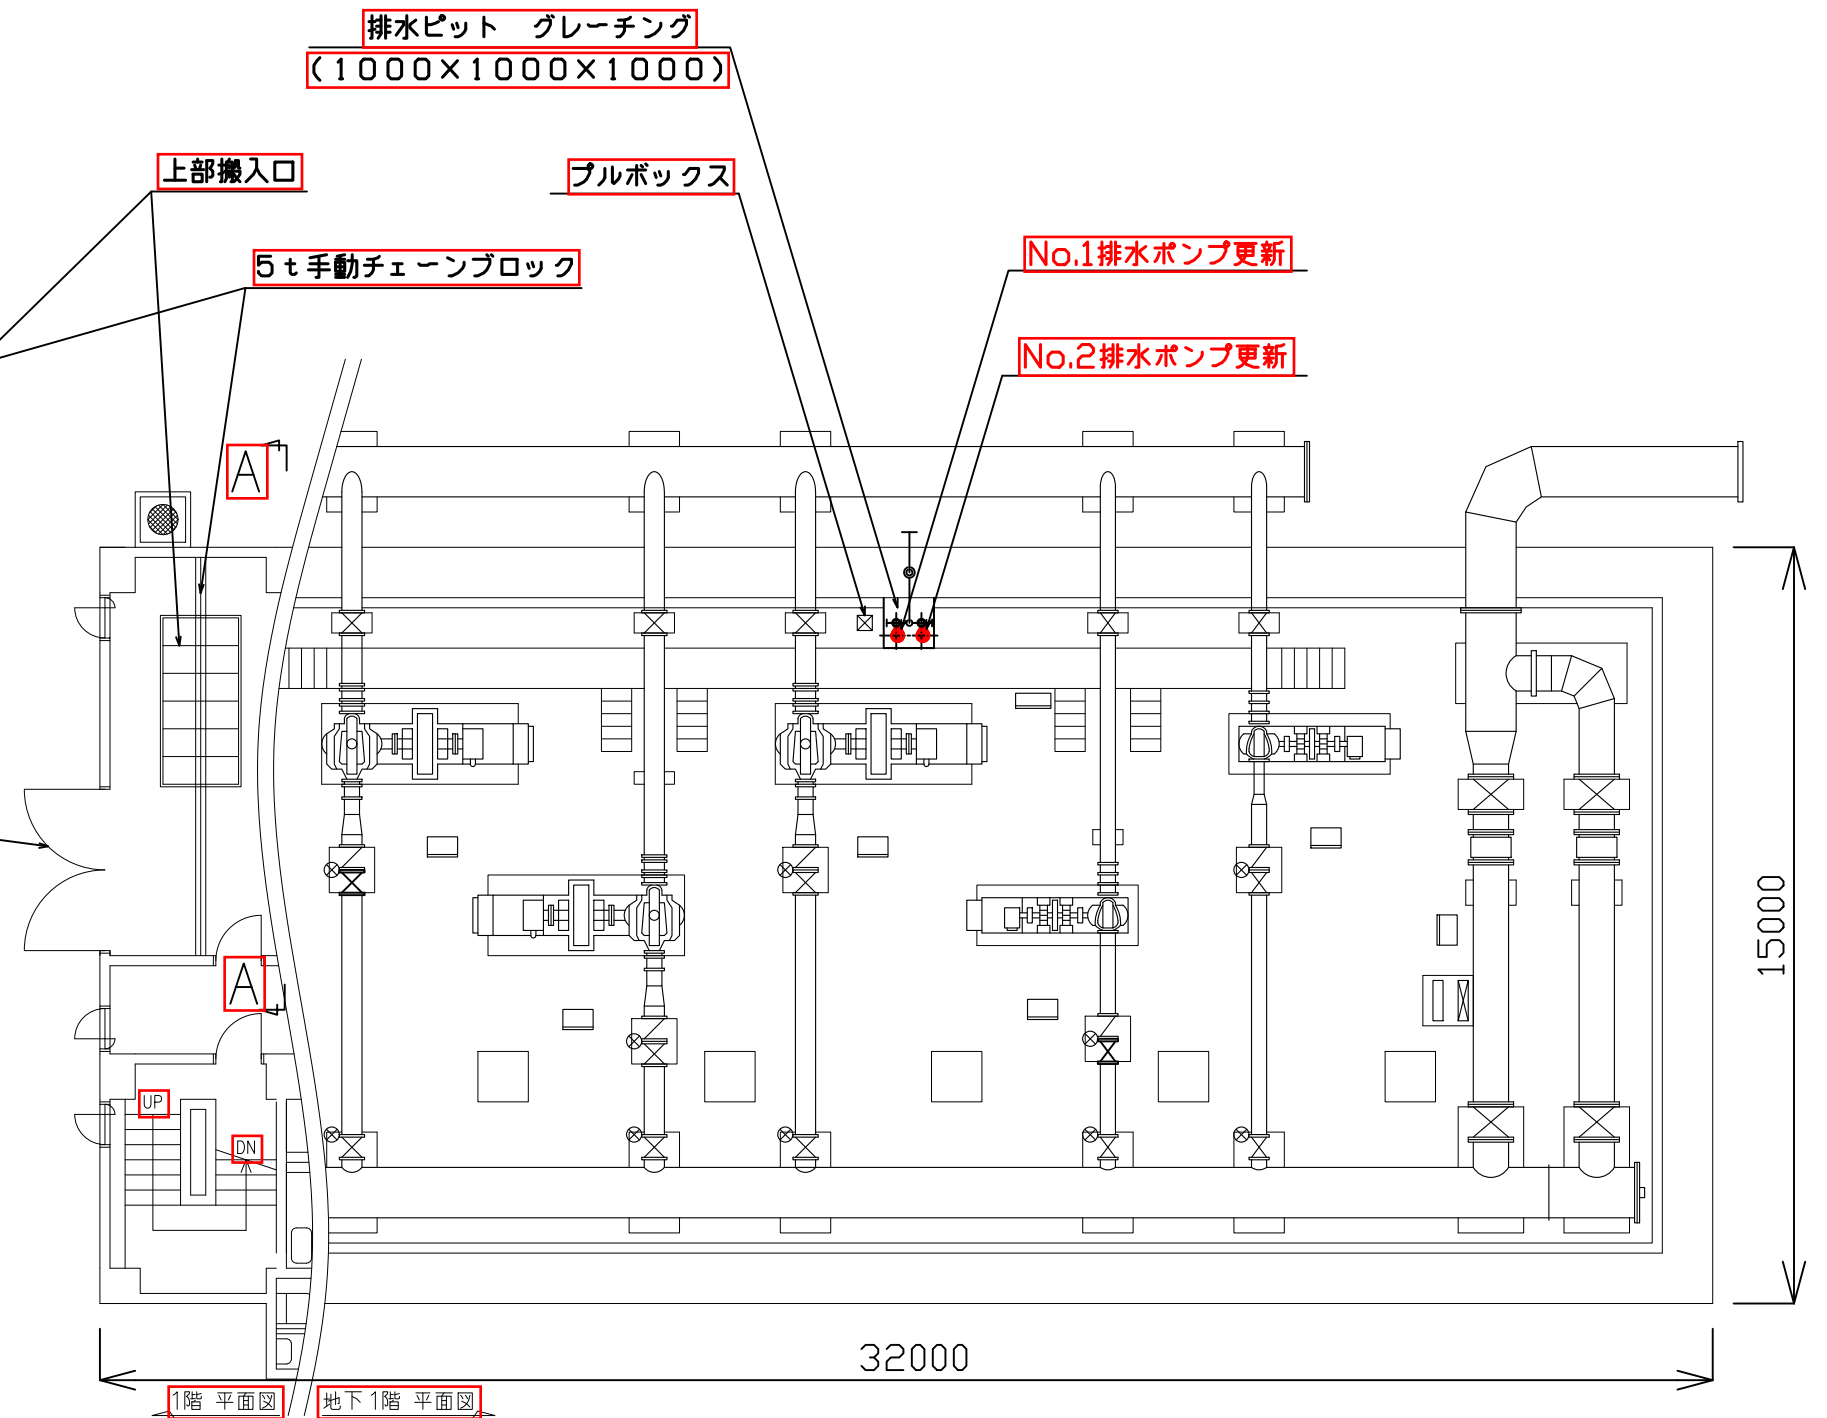 排水ピット　グレーチング
(1000×1000×1000)
上部搬入口
プルボックス
5t手動チェーンブロック
No.1排水ポンプ更新
No.2排水ポンプ更新
A
A
UP
DN
15000
32000
1階 平面図
地下1階 平面図